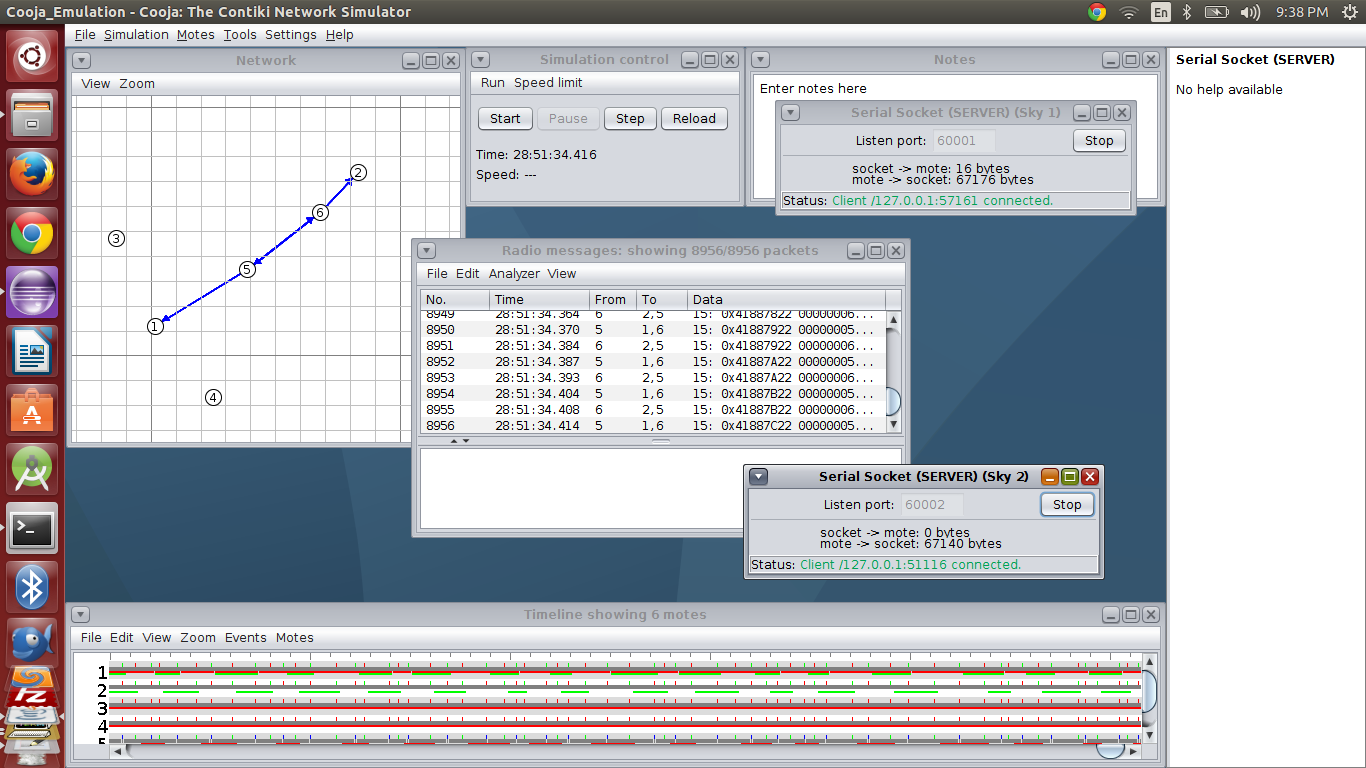 Cooja_Emulation - Cooja: The Contiki Network Simulator
En
9:38 PM
File Simulation Motes Tools Settings Help
Network
View Zoom
2
6
3
5
1
4
Simulation control
Run Speed limit
Start Pause Step Reload
Time: 28:51:34.416
Speed: ---
Notes
Enter notes here
Serial Socket (SERVER) (Sky 1)
Listen port: 60001 Stop
socket -> mote: 16 bytes
mote -> socket: 67176 bytes
Status: Client /127.0.0.1:57161 connected.
Serial Socket (SERVER)
No help available
Radio messages: showing 8956/8956 packets
File Edit Analyzer View
No. Time From To Data
8949 28:51:34.364 6 2,5 15: 0x41887822 00000006...
8950 28:51:34.370 5 1,6 15: 0x41887922 00000005...
8951 28:51:34.384 6 2,5 15: 0x41887922 00000006...
8952 28:51:34.387 5 1,6 15: 0x41887A22 00000005...
8953 28:51:34.393 6 2,5 15: 0x41887A22 00000006...
8954 28:51:34.404 5 1,6 15: 0x41887B22 00000005...
8955 28:51:34.408 6 2,5 15: 0x41887B22 00000006...
8956 28:51:34.414 5 1,6 15: 0x41887C22 00000005...
Serial Socket (SERVER) (Sky 2)
Listen port: 60002 Stop
socket -> mote: 0 bytes
mote -> socket: 67140 bytes
Status: Client /127.0.0.1:51116 connected.
Timeline showing 6 motes
File Edit View Zoom Events Motes
1
2
3
4